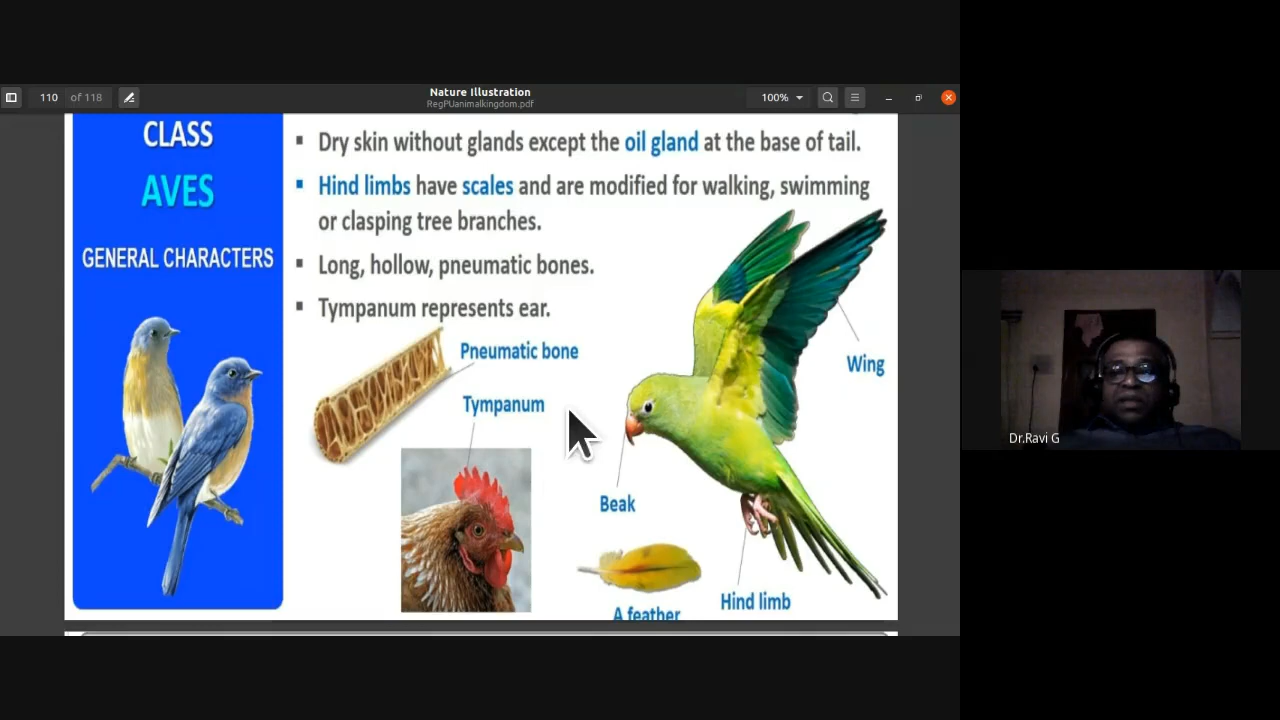 Nature Illustration
110 of 118
RegPUanimalkingdom.pdf
100%
CLASS
AVES
GENERAL CHARACTERS
▪ Dry skin without glands except the oil gland at the base of tail.
▪ Hind limbs have scales and are modified for walking, swimming
or clasping tree branches.
▪ Long, hollow, pneumatic bones.
▪ Tympanum represents ear.
Pneumatic bone
Tympanum
Wing
Beak
Hind limb
A feather
Dr.Ravi G